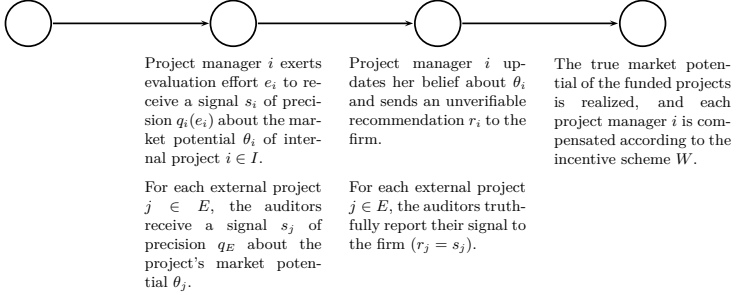 Project manager i exerts
evaluation effort e_i to re-
ceive a signal s_i of preci-
sion q_i(e_i) about the mar-
ket potential θ_i of inter-
nal project i ∈ I.
For each external project
j ∈ E, the auditors
receive a signal s_j of
precision q_E about the
project's market poten-
tial θ_j.
Project manager i up-
dates her belief about θ_i
and sends an unverifiable
recommendation r_i to the
firm.
For each external project
j ∈ E, the auditors truth-
fully report their signal to
the firm (r_j = s_j).
The true market poten-
tial of the funded projects
is realized, and each
project manager i is com-
pensated according to the
incentive scheme W.